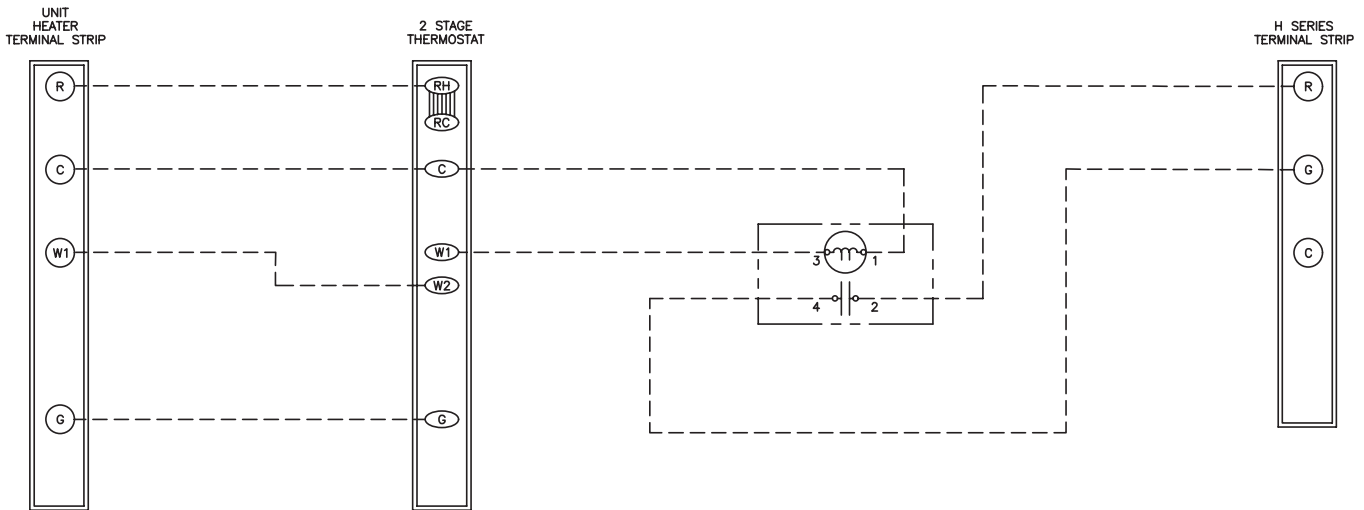 UNIT
HEATER
TERMINAL STRIP
2 STAGE
THERMOSTAT
H SERIES
TERMINAL STRIP
R
RH
R
RC
C
C
G
W1
W1
3
1
C
W2
4
2
G
G